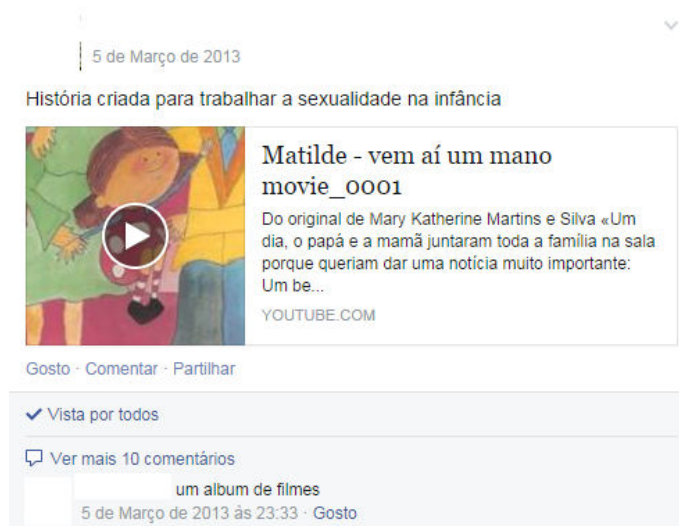 5 de Março de 2013
História criada para trabalhar a sexualidade na infância
Matilde - vem aí um mano
movie_0001
Do original de Mary Katherine Martins e Silva «Um
dia, o papá e a mamã juntaram toda a família na sala
porque queriam dar uma notícia muito importante:
Um be...
YOUTUBE.COM
Gosto · Comentar · Partilhar
Vista por todos
Ver mais 10 comentários
um album de filmes
5 de Março de 2013 às 23:33 · Gosto